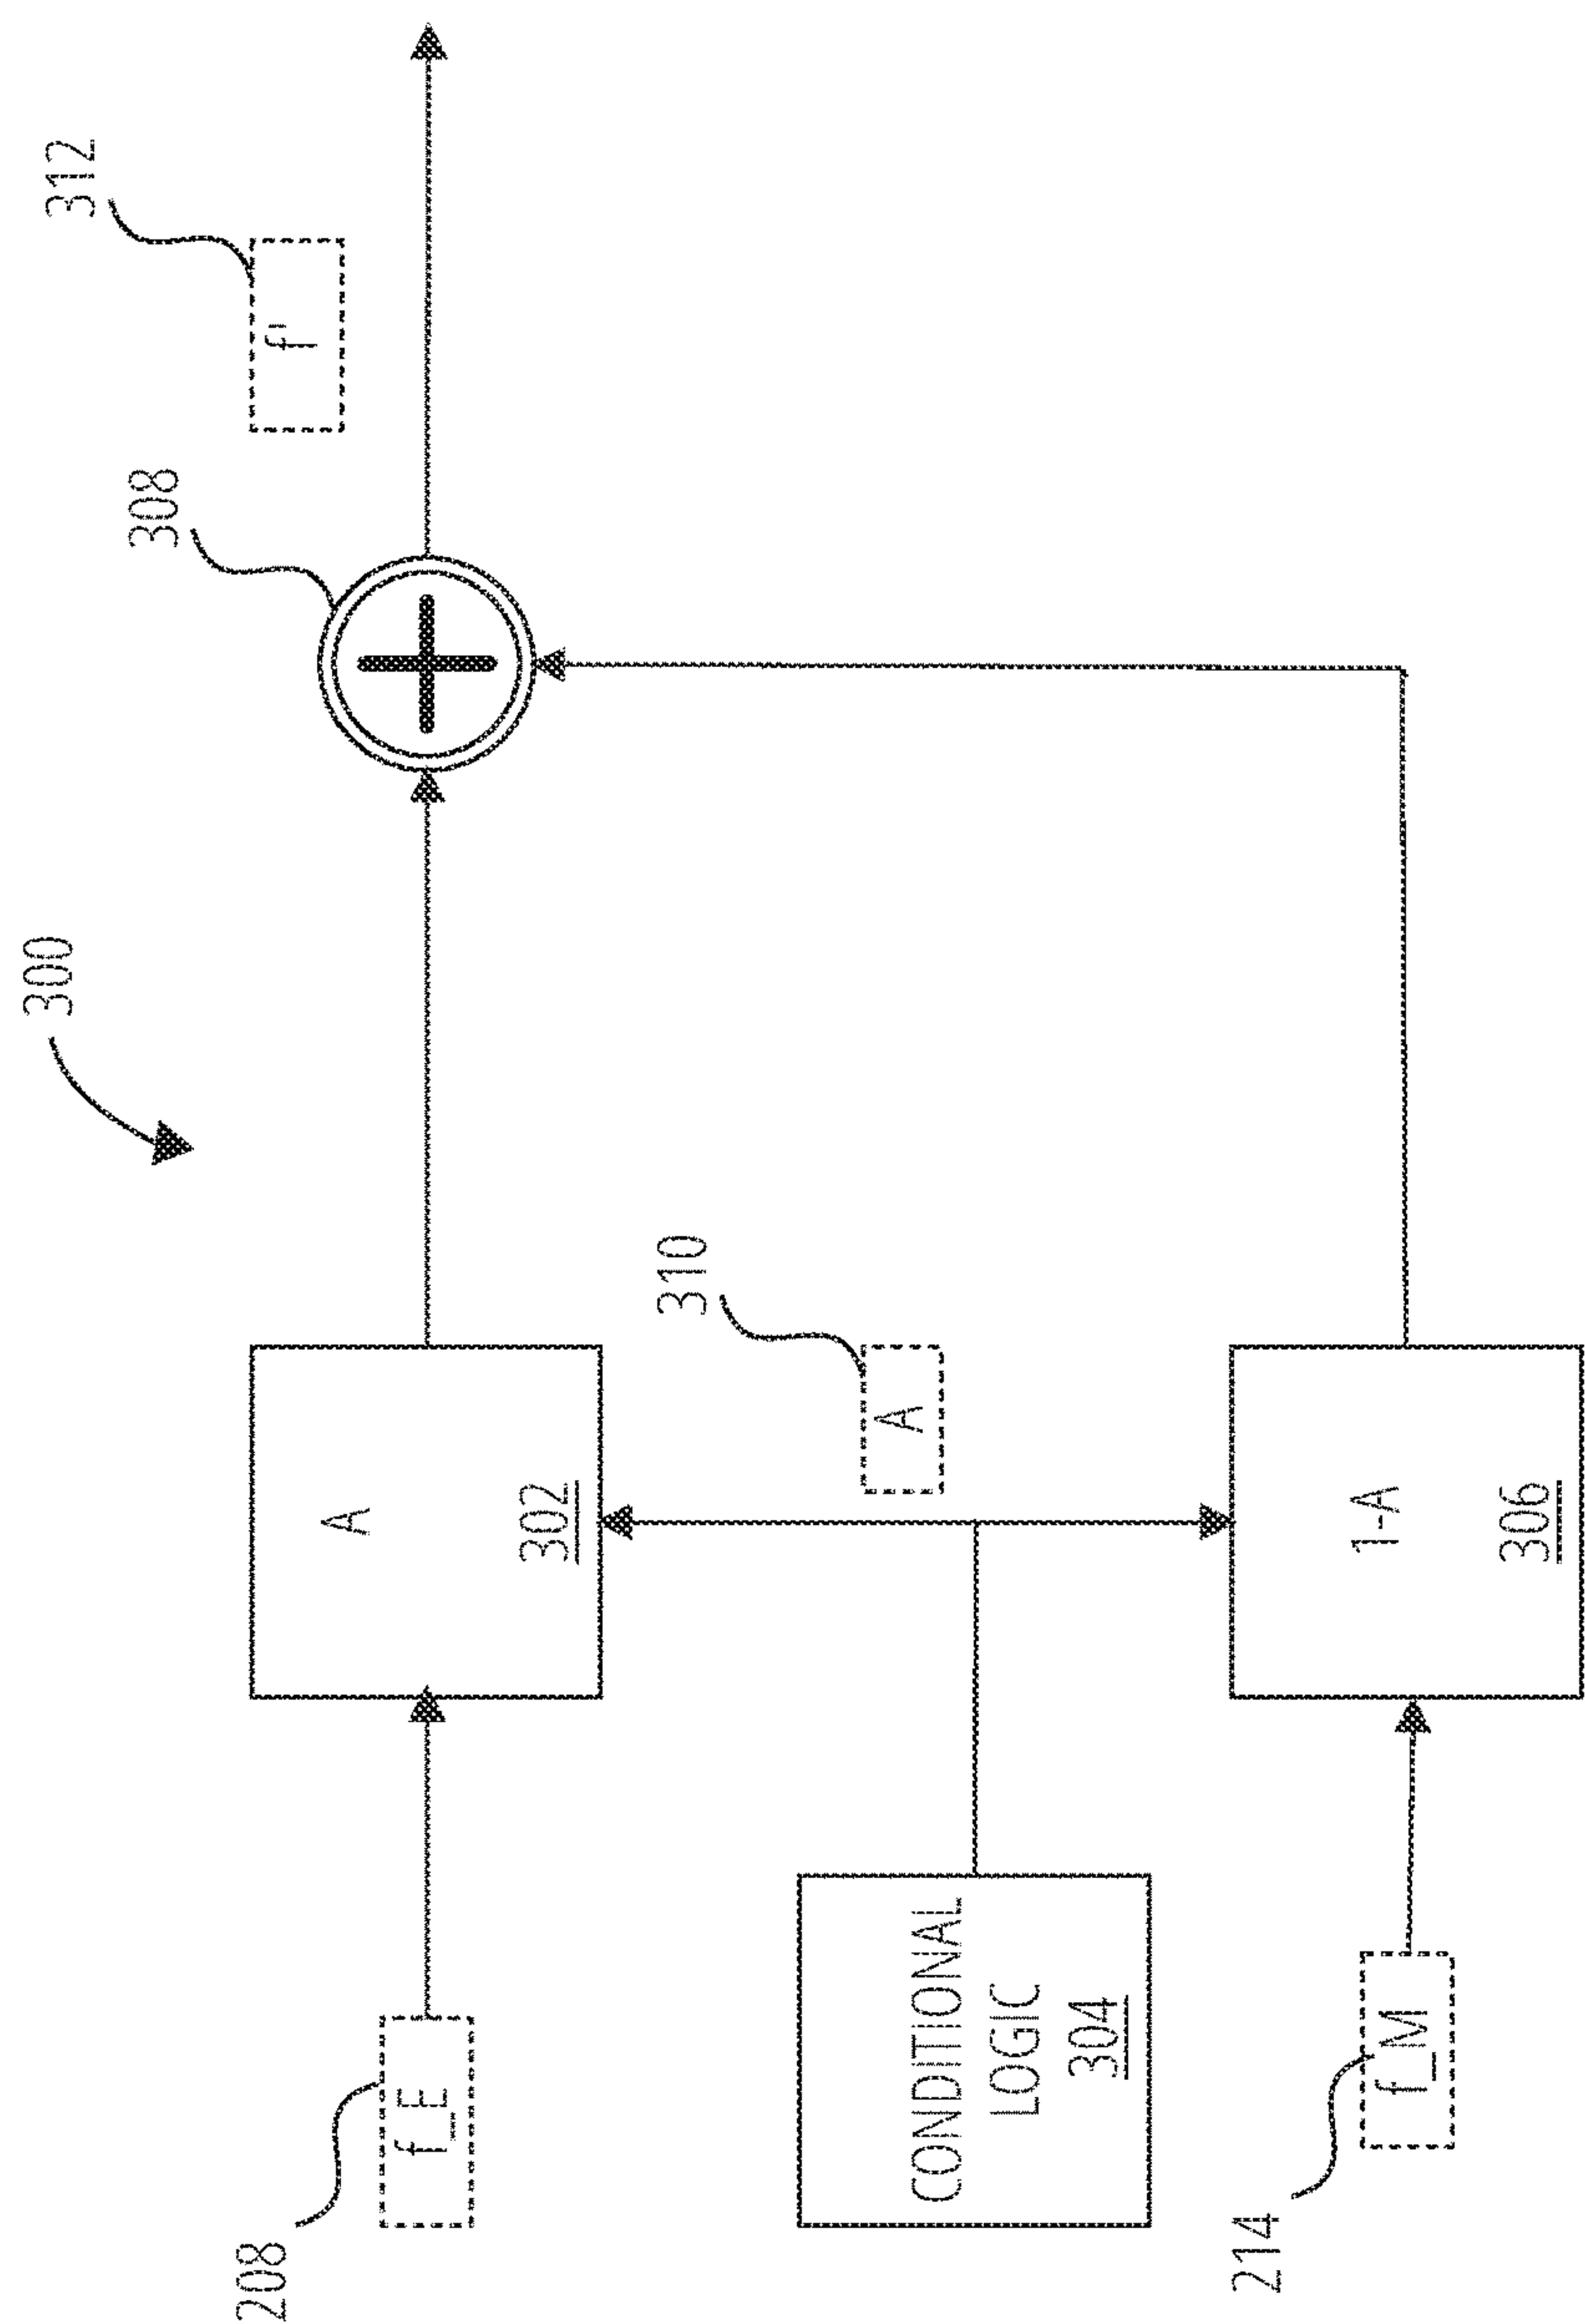 300
312
308
f'
208
f_E
A
302
310
A
CONDITIONAL
LOGIC
304
214
f_M
1-A
306